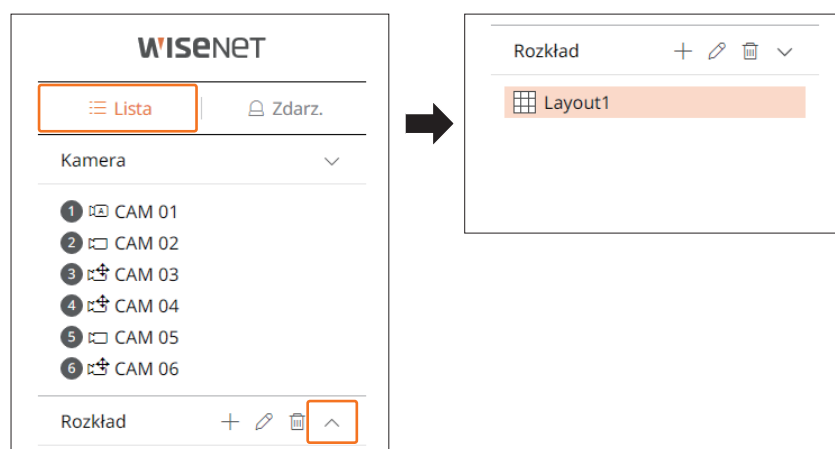 WISENET
Lista
Zdarz.
Kamera
1 CAM 01
2 CAM 02
3 CAM 03
4 CAM 04
5 CAM 05
6 CAM 06
Rozkład
Rozkład
Layout1